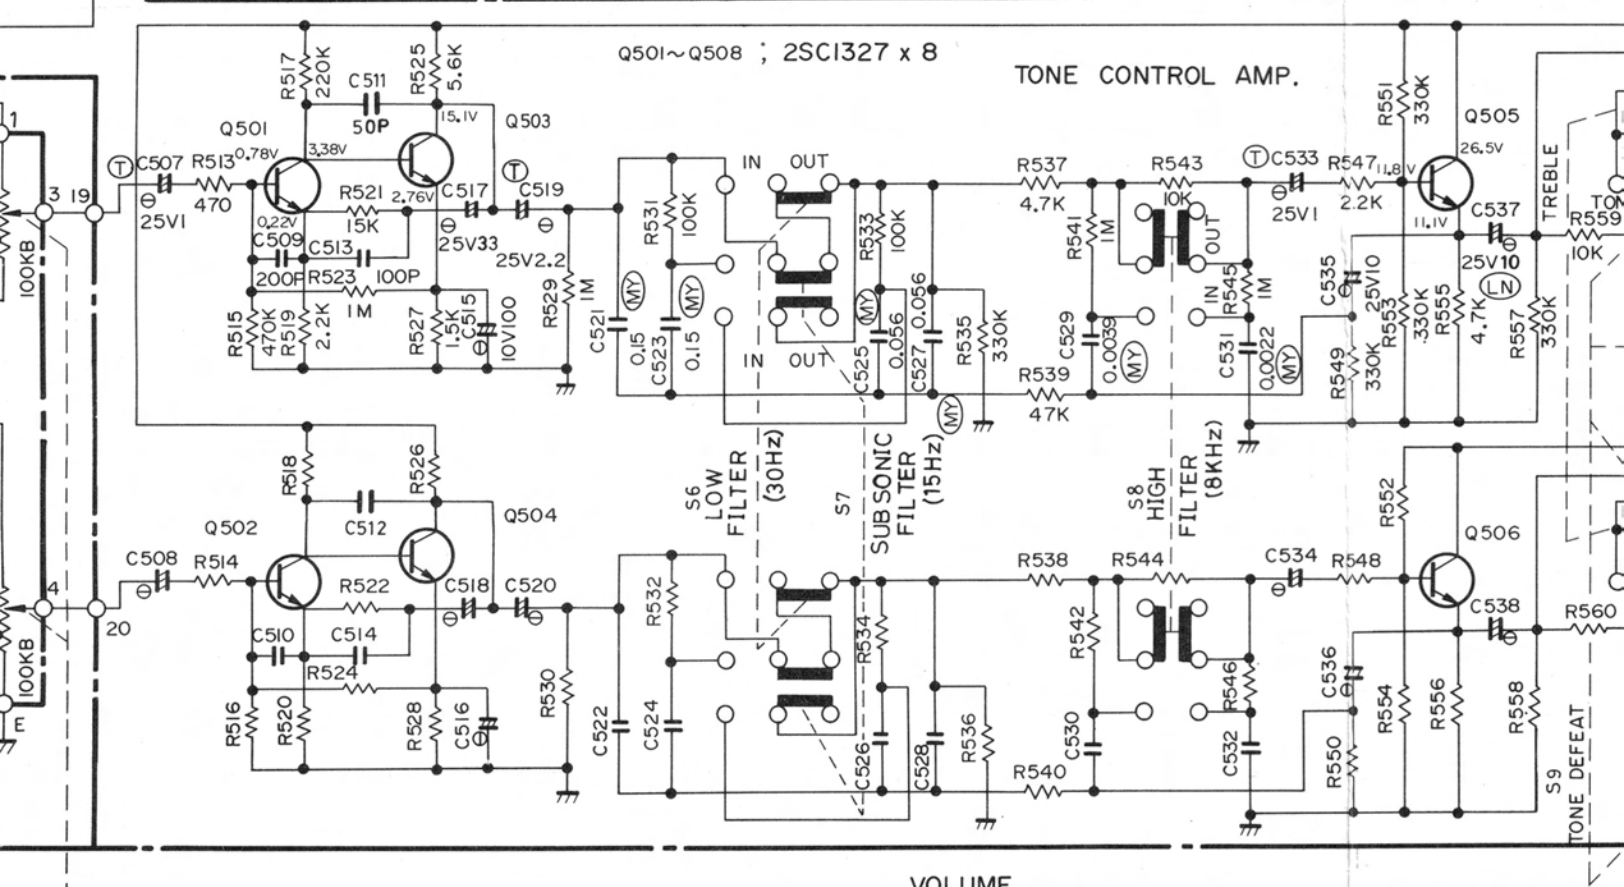 Q501~Q508 ; 2SC1327 x 8
TONE CONTROL AMP.
R517
220K
C511
50P
R525
5.6K
15.1V
Q503
Q501
0.78V
3.38V
2.76V
0.22V
1
3
19
100KB
T
C507
25V1
R513
470
R521
15K
C517
25V33
T
C519
25V2.2
C509
200P
C513
100P
R523
1M
R515
470K
R519
2.2K
R527
1.5K
C515
10V100
R529
1M
C521
0.15
MY
R531
100K
C523
0.15
MY
IN
OUT
IN
OUT
R533
100K
MY
C525
0.056
C527
0.056
MY
R535
330K
R537
4.7K
R539
47K
R541
1M
C529
0.0039
MY
R543
10K
OUT
IN
R545
1M
C531
0.0022
MY
T
C533
25V1
R547
2.2K
11.8V
R551
330K
Q505
26.5V
11.1V
C535
25V10
R549
330K
R553
330K
R555
4.7K
C537
25V10
LN
R557
330K
TREBLE
TON
R559
10K
S6
LOW
FILTER
(30Hz)
S7
SUBSONIC
FILTER
(15Hz)
S8
HIGH
FILTER
(8KHz)
R518
C512
R526
Q502
Q504
4
20
100KB
E
C508
R514
R522
C518
C520
C510
C514
R524
R516
R520
R528
C516
R530
C522
R532
C524
R534
C526
C528
R536
R538
R540
R542
C530
R544
R546
C532
C534
R548
R552
Q506
C536
R550
R554
R556
C538
R558
R560
S9
TONE DEFEAT
VOLUME